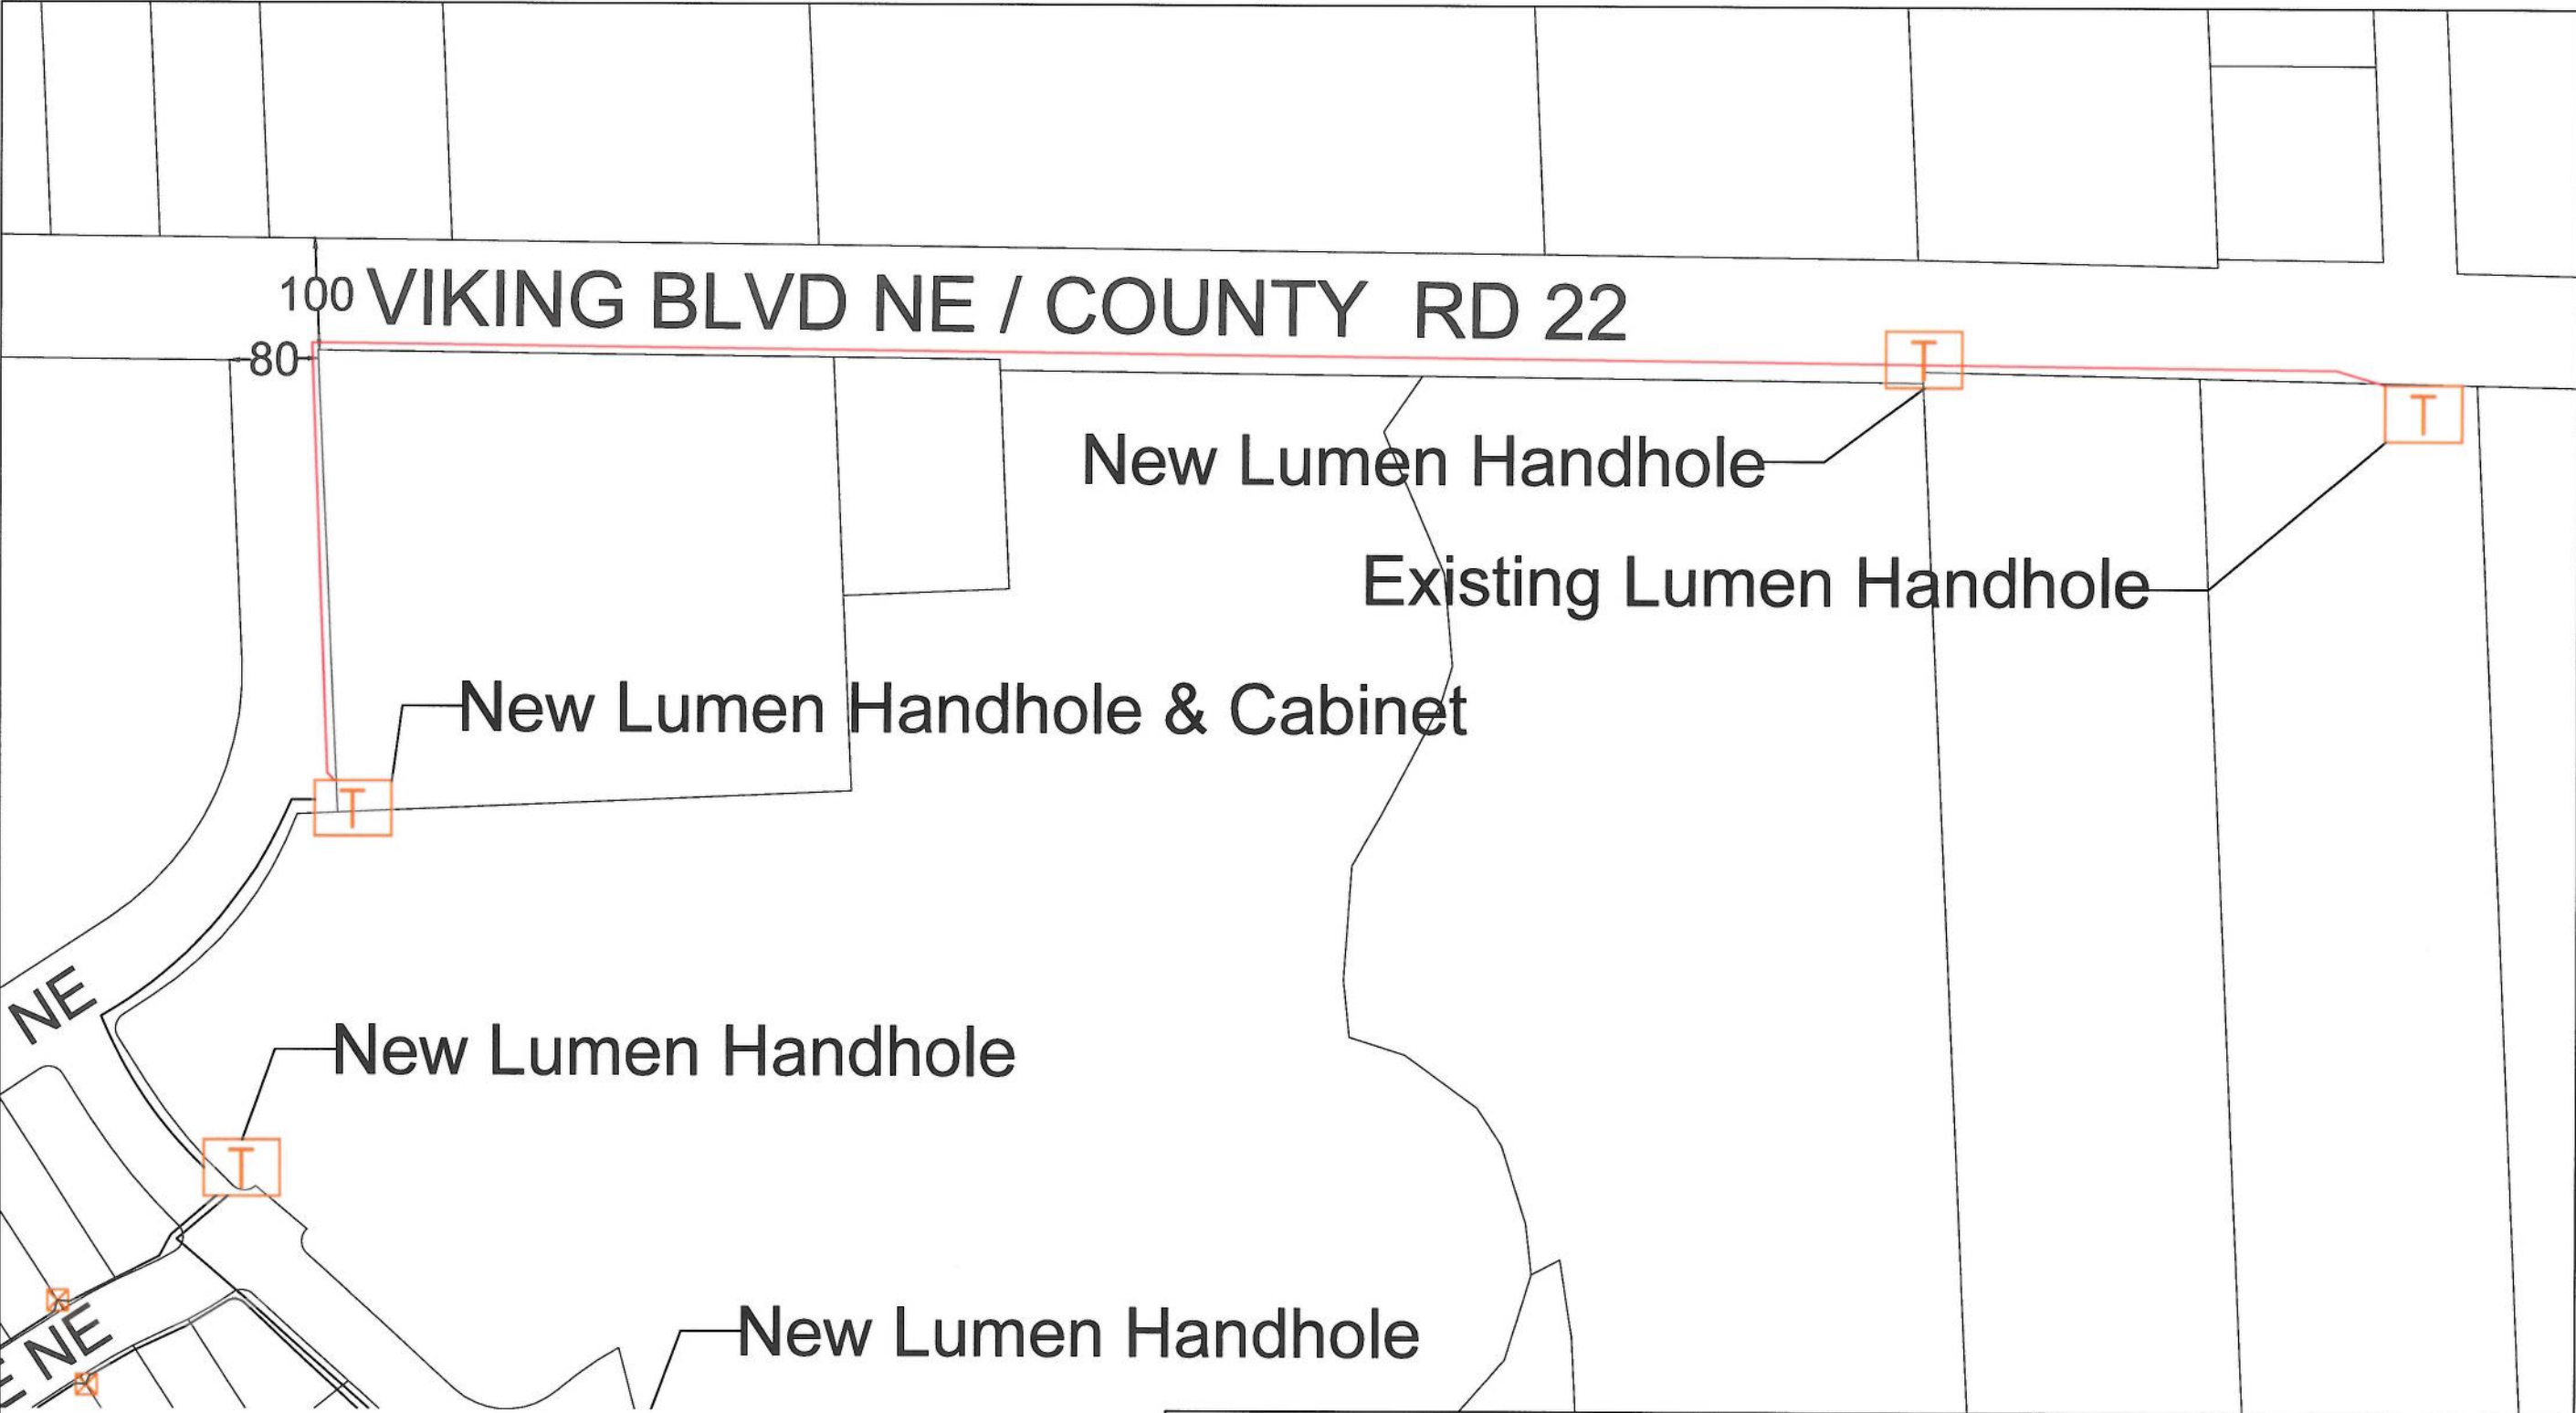 100 VIKING BLVD NE / COUNTY RD 22
80
T
T
New Lumen Handhole
Existing Lumen Handhole
New Lumen Handhole & Cabinet
T
NE
New Lumen Handhole
T
New Lumen Handhole
E NE